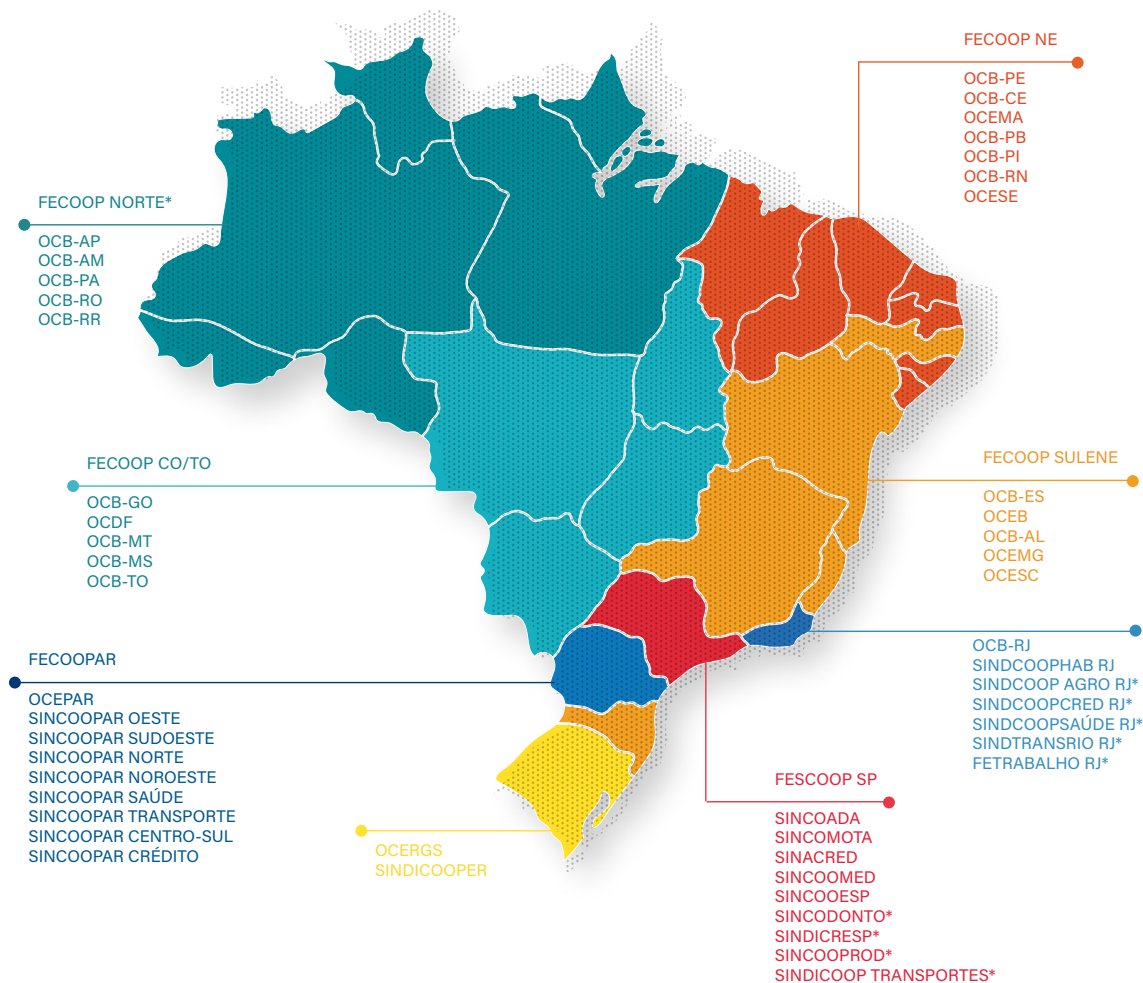 FECOOP NE
OCB-PE
OCB-CE
OCEMA
OCB-PB
OCB-PI
OCB-RN
OCESE
FECOOP NORTE*
OCB-AP
OCB-AM
OCB-PA
OCB-RO
OCB-RR
FECOOP CO/TO
OCB-GO
OCDF
OCB-MT
OCB-MS
OCB-TO
FECOOP SULENE
OCB-ES
OCEB
OCB-AL
OCEMG
OCESC
FECOOPAR
OCEPAR
SINCOOPAR OESTE
SINCOOPAR SUDOESTE
SINCOOPAR NORTE
SINCOOPAR NOROESTE
SINCOOPAR SAÚDE
SINCOOPAR TRANSPORTE
SINCOOPAR CENTRO-SUL
SINCOOPAR CRÉDITO
OCB-RJ
SINDCOOPHAB RJ
SINDCOOP AGRO RJ*
SINDCOOPCRED RJ*
SINDCOOPSAÚDE RJ*
SINDTRANSRIO RJ*
FETRABALHO RJ*
OCERGS
SINDICOOPER
FESCOOP SP
SINCOADA
SINCOMOTA
SINACRED
SINCOOMED
SINCOOESP
SINCODONTO*
SINDICRESP*
SINCOOPROD*
SINDICOOP TRANSPORTES*